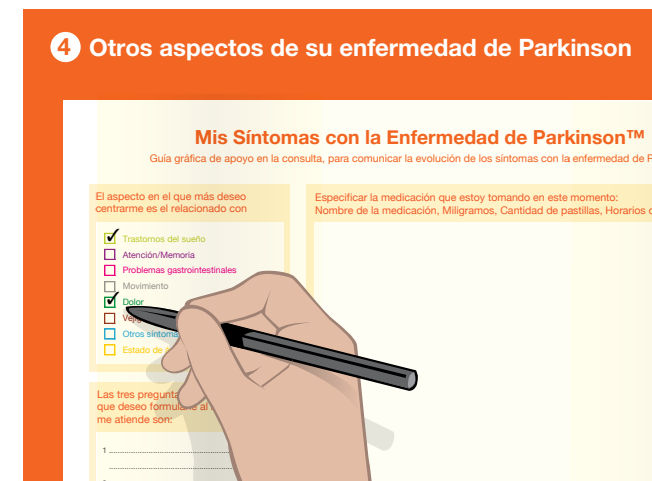 4 Otros aspectos de su enfermedad de Parkinson
Mis Síntomas con la Enfermedad de Parkinson™
Guía gráfica de apoyo en la consulta, para comunicar la evolución de los síntomas con la enfermedad de
El aspecto en el que más deseo
centrarme es el relacionado con
Especificar la medicación que estoy tomando en este momento:
Nombre de la medicación, Miligramos, Cantidad de pastillas, Horarios
Trastornos del sueño
Atención/Memoria
Problemas gastrointestinales
Movimiento
Dolor
Otros síntomas
Estado de
Las tres
que deseo formularle al
me atiende son:
1